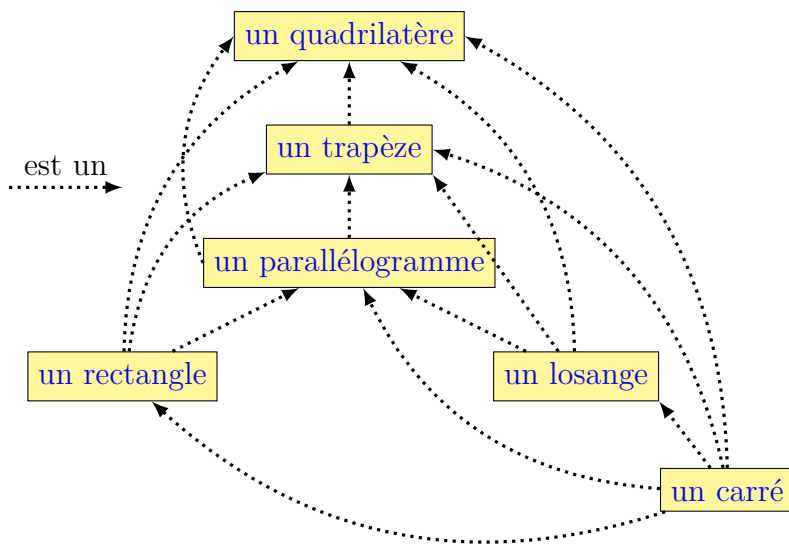 un quadrilatère
un trapèze
est un
un parallélogramme
un rectangle
un losange
un carré